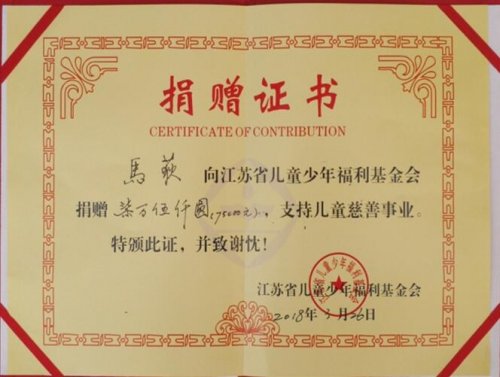 捐赠证书
CERTIFICATE OF CONTRIBUTION
馬荻 向江苏省儿童少年福利基金会
捐赠 柒万伍仟圆(75000元),支持儿童慈善事业。
特颁此证,并致谢忱!
江苏省儿童少年福利基金会
2018年3月26日